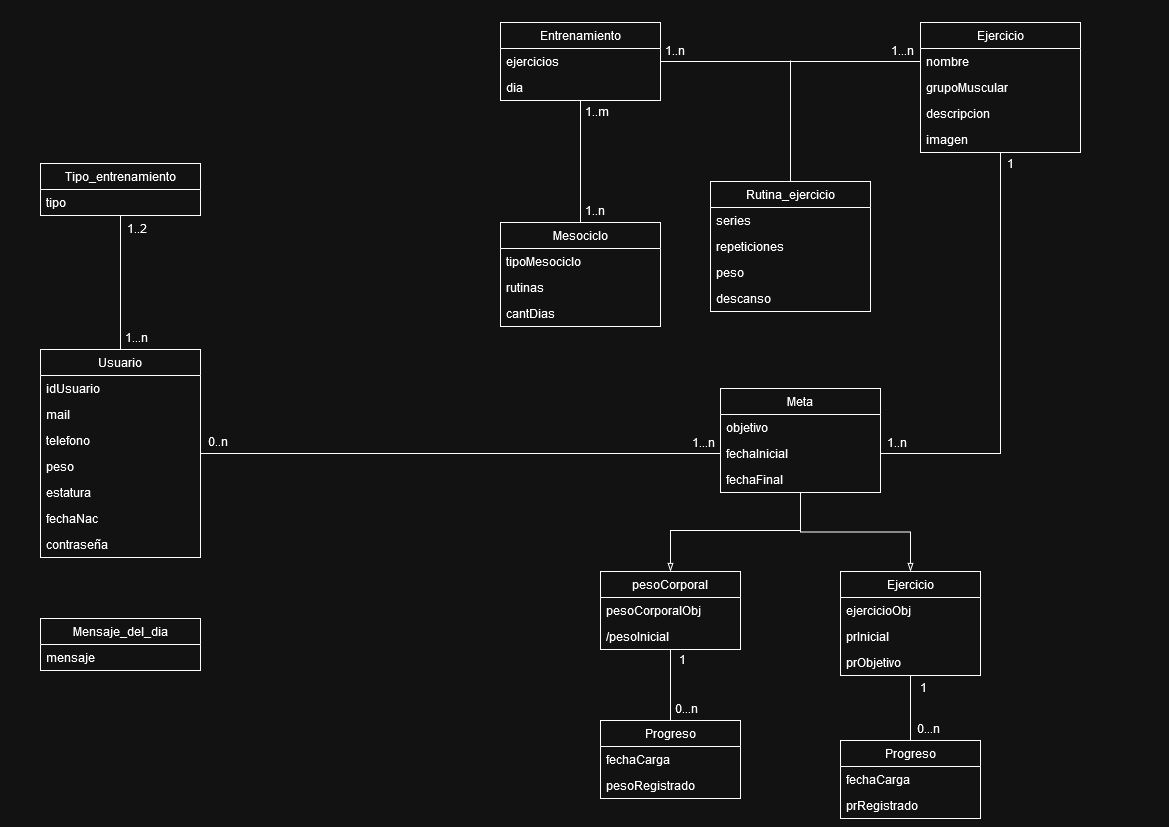 Entrenamiento
ejercicios
dia
1..n
1...n
Ejercicio
nombre
grupoMuscular
descripcion
imagen
1..m
1
Tipo_entrenamiento
tipo
1..2
1..n
Mesociclo
tipoMesociclo
rutinas
cantDias
Rutina_ejercicio
series
repeticiones
peso
descanso
1...n
Usuario
idUsuario
mail
telefono
peso
estatura
fechaNac
contraseña
0..n
1...n
Meta
objetivo
fechaInicial
fechaFinal
1..n
pesoCorporal
pesoCorporalObj
/pesoInicial
1
Ejercicio
ejercicioObj
prInicial
prObjetivo
1
Mensaje_del_dia
mensaje
0...n
Progreso
fechaCarga
pesoRegistrado
0...n
Progreso
fechaCarga
prRegistrado